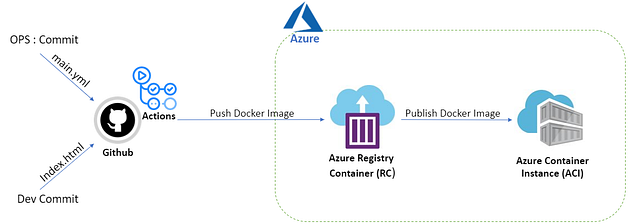 Azure
OPS : Commit
main.yml
Actions
Push Docker Image
Publish Docker Image
Github
Index.html
Dev Commit
Azure Registry
Container (RC)
Azure Container
Instance (ACI)